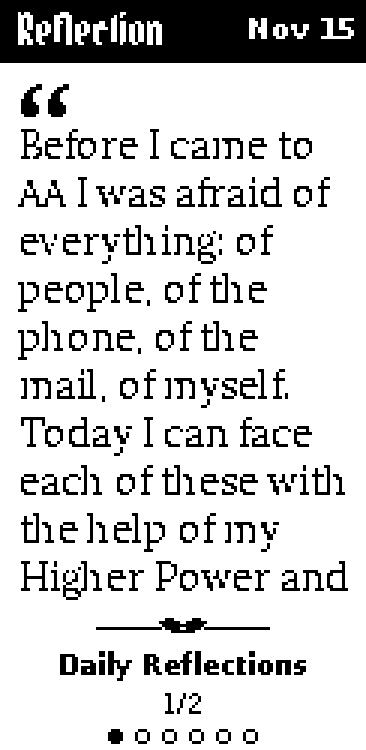 Reflection Nov 15
“
Before I came to
AA I was afraid of
everything: of
people, of the
phone, of the
mail, of myself.
Today I can face
each of these with
the help of my
Higher Power and
Daily Reflections
1/2